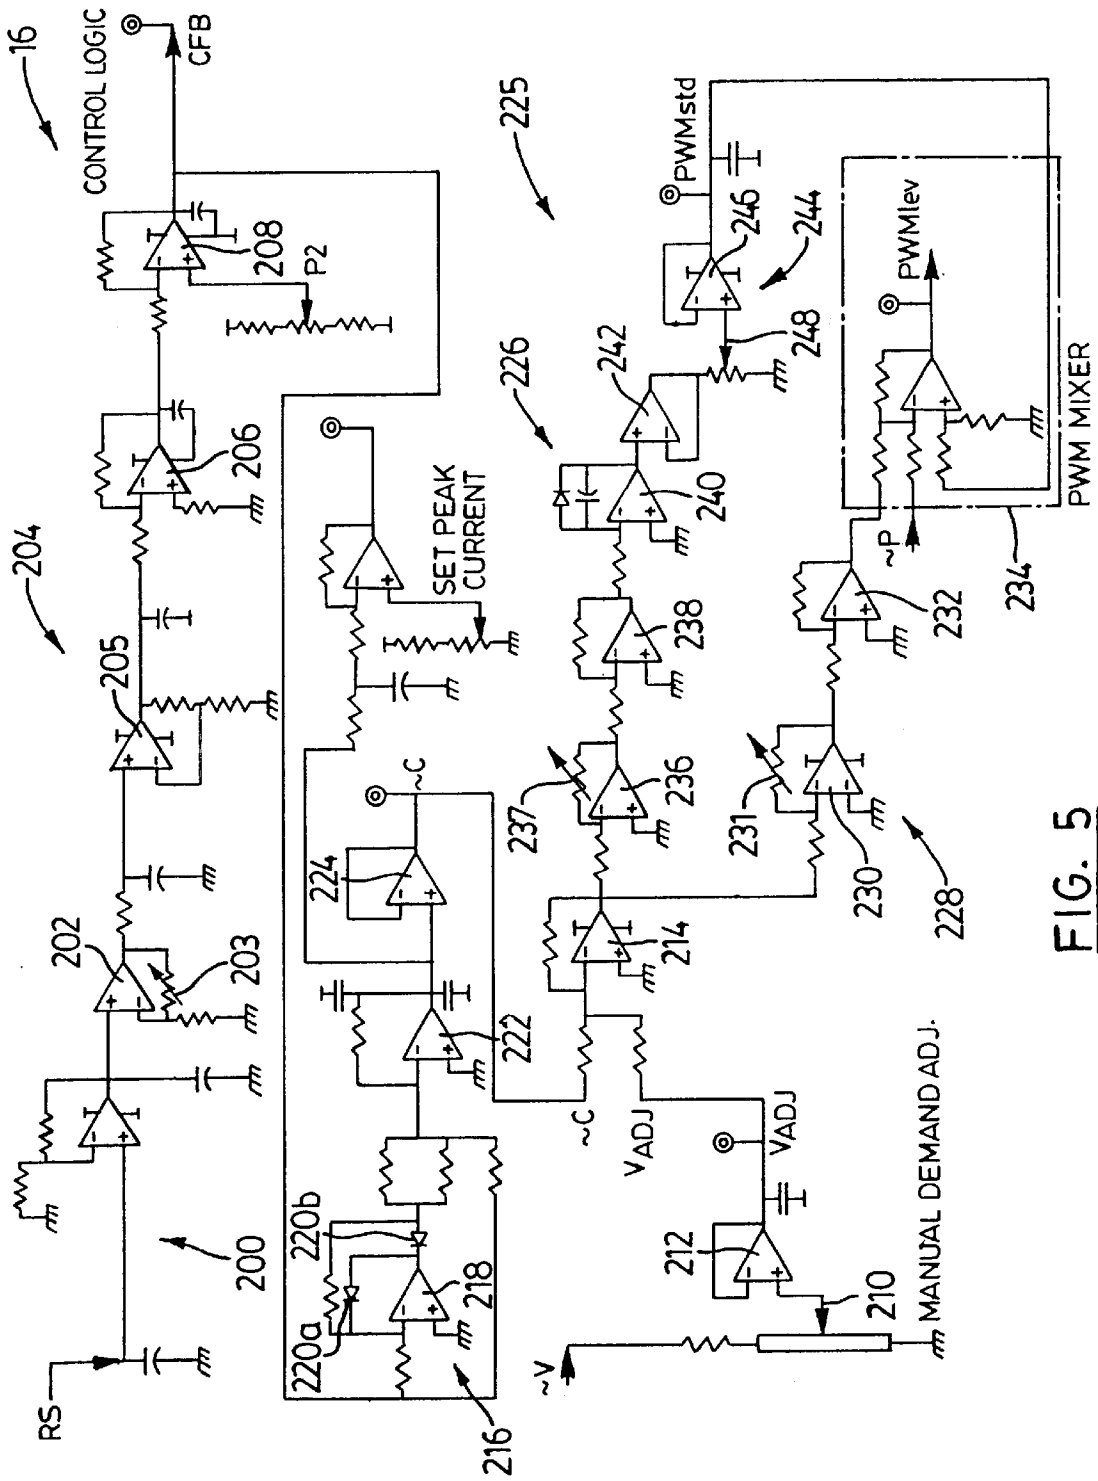 16
CONTROL LOGIC
CFB
204
205
206
208
P2
202
203
RS
200
SET PEAK
CURRENT
~C
224
222
220b
220a
218
216
225
PWMstd
246
244
248
226
242
240
238
237
236
214
~C
VADJ
VADJ
212
210
~V
MANUAL DEMAND ADJ.
PWMlev
PWM MIXER
~P
234
232
231
230
228
+
-
FIG. 5